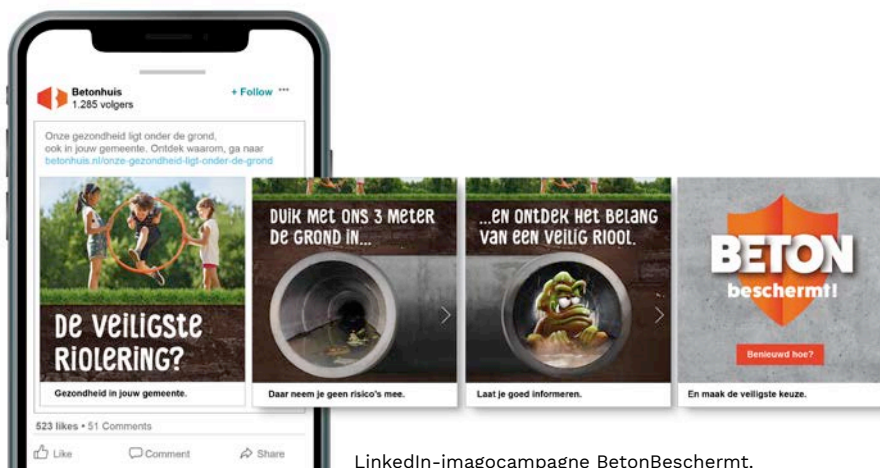 Betonhuis
1.285 volgers
+ Follow
Onze gezondheid ligt onder de grond,
ook in jouw gemeente. Ontdek waarom, ga naar
betonhuis.nl/onze-gezondheid-ligt-onder-de-grond
DE VEILIGSTE
RIOLERING?
Gezondheid in jouw gemeente.
DUIK MET ONS 3 METER
DE GROND IN...
Daar neem je geen risico's mee.
...EN ONTDEK HET BELANG
VAN EEN VEILIG RIOOL.
Laat je goed informeren.
BETON
beschermt!
Benieuwd hoe?
En maak de veiligste keuze.
523 likes • 51 Comments
Like
Comment
Share
LinkedIn-imagocampagne BetonBeschermt.